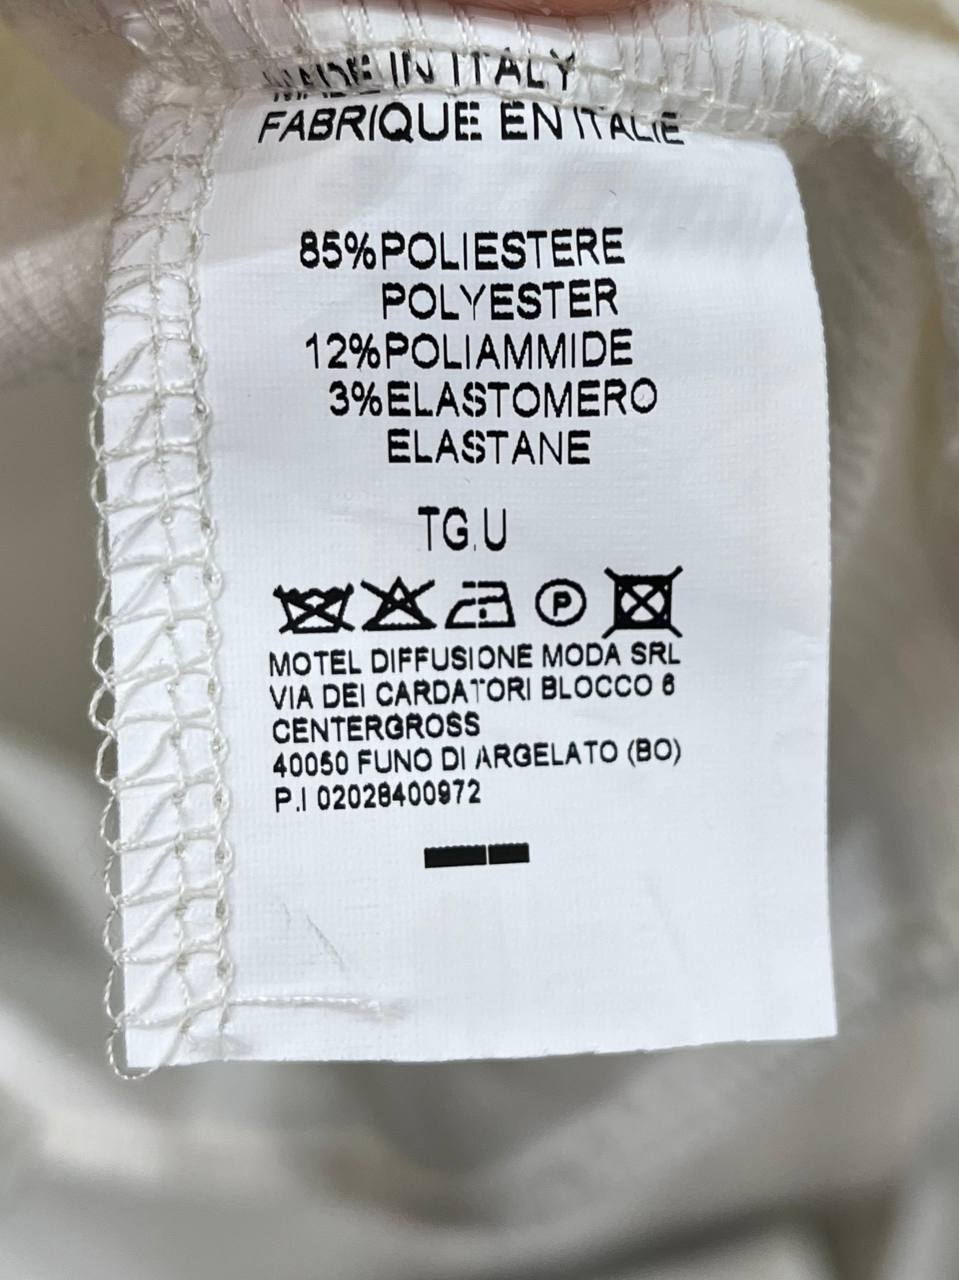 MADE IN ITALY
FABRIQUE EN ITALIE
85%POLIESTERE
POLYESTER
12%POLIAMMIDE
3%ELASTOMERO
ELASTANE
TG.U
P
MOTEL DIFFUSIONE MODA SRL
VIA DEI CARDATORI BLOCCO 6
CENTERGROSS
40050 FUNO DI ARGELATO (BO)
P.I 02028400972